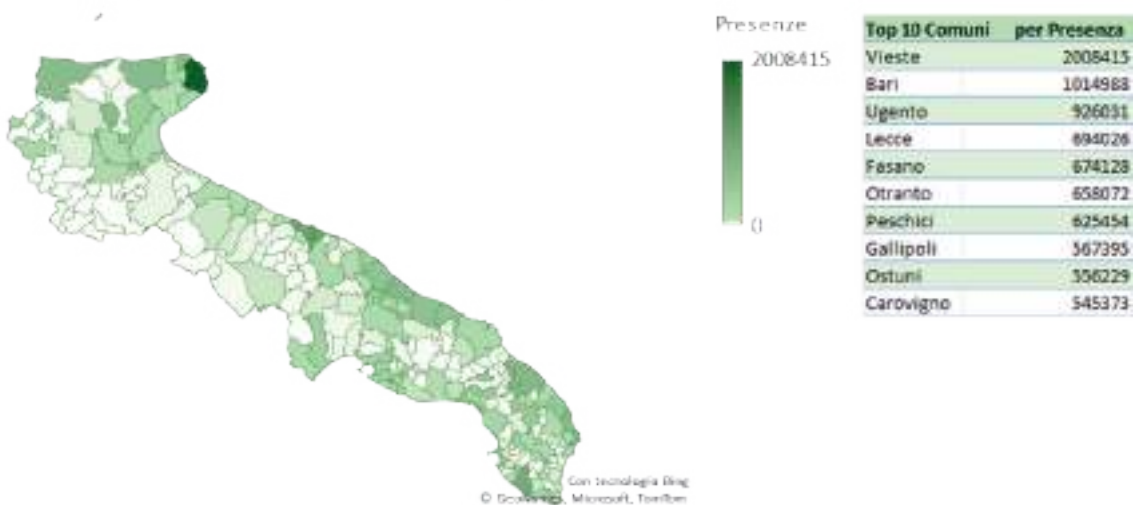 Presenze
2008415
0
Top 10 Comuni per Presenza
Vieste 2008415
Bari 1014988
Ugento 926031
Lecce 694026
Fasano 674128
Otranto 658072
Peschici 625454
Gallipoli 567395
Ostuni 556229
Carovigno 545373
Con tecnologia Bing
© GeoNames, Microsoft, TomTom